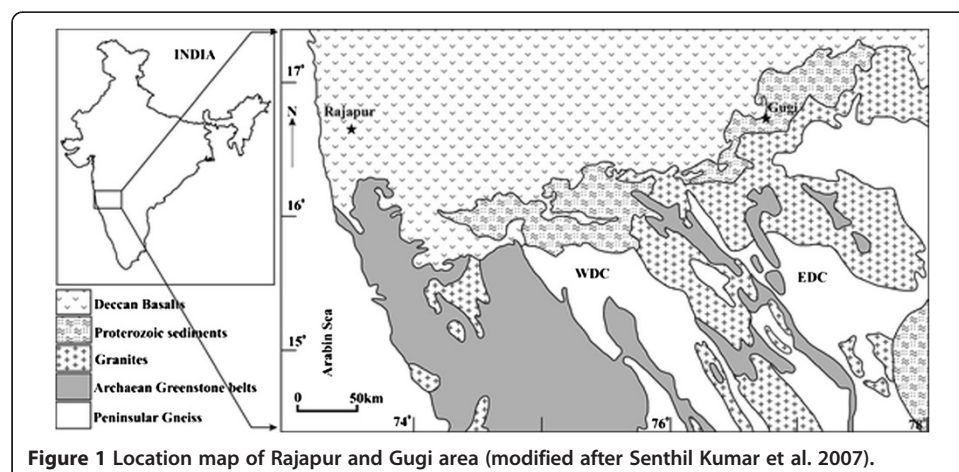 INDIA
17°
N
Rajapur
Gugi
16°
WDC
EDC
15°
Arabin Sea
0 50km
74°
76°
78°
Deccan Basalts
Proterozoic sediments
Granites
Archaean Greenstone belts
Peninsular Gneiss
Figure 1 Location map of Rajapur and Gugi area (modified after Senthil Kumar et al. 2007).